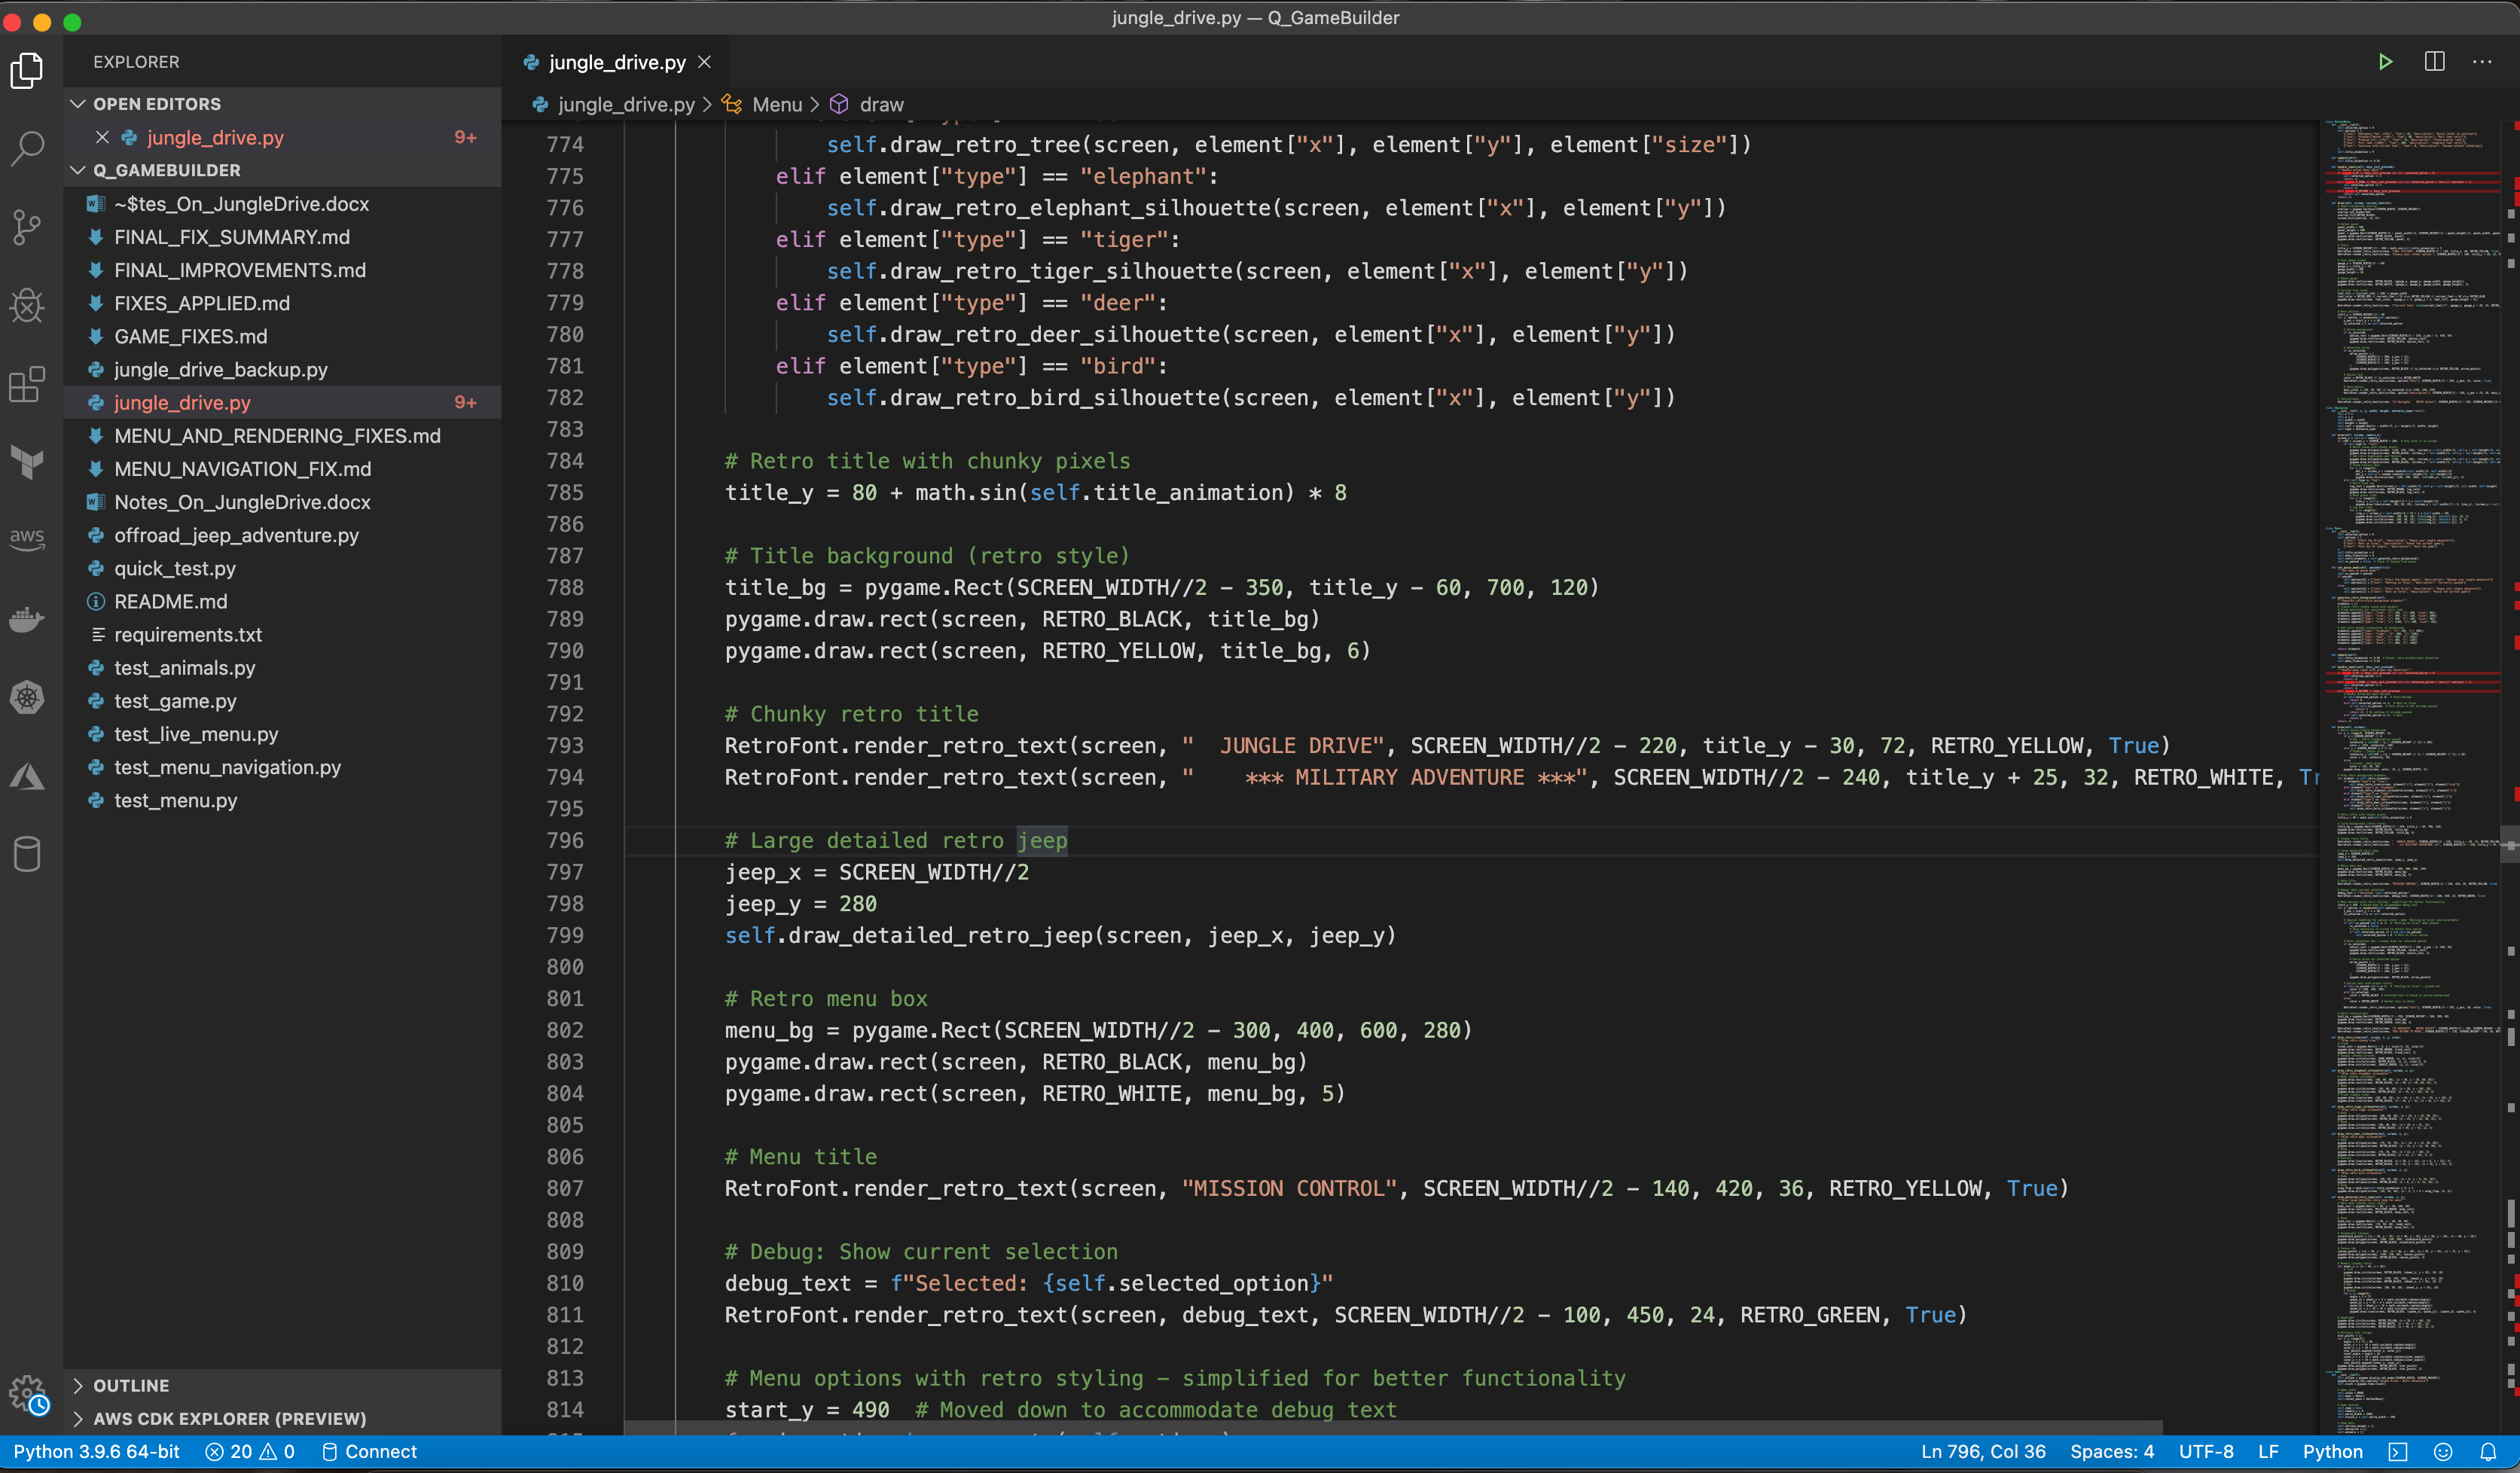 jungle_drive.py — Q_GameBuilder
EXPLORER
OPEN EDITORS
jungle_drive.py 9+
Q_GAMEBUILDER
~$tes_On_JungleDrive.docx
FINAL_FIX_SUMMARY.md
FINAL_IMPROVEMENTS.md
FIXES_APPLIED.md
GAME_FIXES.md
jungle_drive_backup.py
jungle_drive.py 9+
MENU_AND_RENDERING_FIXES.md
MENU_NAVIGATION_FIX.md
Notes_On_JungleDrive.docx
offroad_jeep_adventure.py
quick_test.py
README.md
requirements.txt
test_animals.py
test_game.py
test_live_menu.py
test_menu_navigation.py
test_menu.py
aws
OUTLINE
AWS CDK EXPLORER (PREVIEW)
jungle_drive.py
jungle_drive.py > Menu > draw
774 self.draw_retro_tree(screen, element["x"], element["y"], element["size"])
775 elif element["type"] == "elephant":
776 self.draw_retro_elephant_silhouette(screen, element["x"], element["y"])
777 elif element["type"] == "tiger":
778 self.draw_retro_tiger_silhouette(screen, element["x"], element["y"])
779 elif element["type"] == "deer":
780 self.draw_retro_deer_silhouette(screen, element["x"], element["y"])
781 elif element["type"] == "bird":
782 self.draw_retro_bird_silhouette(screen, element["x"], element["y"])
783
784 # Retro title with chunky pixels
785 title_y = 80 + math.sin(self.title_animation) * 8
786
787 # Title background (retro style)
788 title_bg = pygame.Rect(SCREEN_WIDTH//2 - 350, title_y - 60, 700, 120)
789 pygame.draw.rect(screen, RETRO_BLACK, title_bg)
790 pygame.draw.rect(screen, RETRO_YELLOW, title_bg, 6)
791
792 # Chunky retro title
793 RetroFont.render_retro_text(screen, "  JUNGLE DRIVE", SCREEN_WIDTH//2 - 220, title_y - 30, 72, RETRO_YELLOW, True)
794 RetroFont.render_retro_text(screen, "    *** MILITARY ADVENTURE ***", SCREEN_WIDTH//2 - 240, title_y + 25, 32, RETRO_WHITE, Tr
795
796 # Large detailed retro jeep
797 jeep_x = SCREEN_WIDTH//2
798 jeep_y = 280
799 self.draw_detailed_retro_jeep(screen, jeep_x, jeep_y)
800
801 # Retro menu box
802 menu_bg = pygame.Rect(SCREEN_WIDTH//2 - 300, 400, 600, 280)
803 pygame.draw.rect(screen, RETRO_BLACK, menu_bg)
804 pygame.draw.rect(screen, RETRO_WHITE, menu_bg, 5)
805
806 # Menu title
807 RetroFont.render_retro_text(screen, "MISSION CONTROL", SCREEN_WIDTH//2 - 140, 420, 36, RETRO_YELLOW, True)
808
809 # Debug: Show current selection
810 debug_text = f"Selected: {self.selected_option}"
811 RetroFont.render_retro_text(screen, debug_text, SCREEN_WIDTH//2 - 100, 450, 24, RETRO_GREEN, True)
812
813 # Menu options with retro styling - simplified for better functionality
814 start_y = 490  # Moved down to accommodate debug text
Python 3.9.6 64-bit 20 0 Connect Ln 796, Col 36 Spaces: 4 UTF-8 LF Python